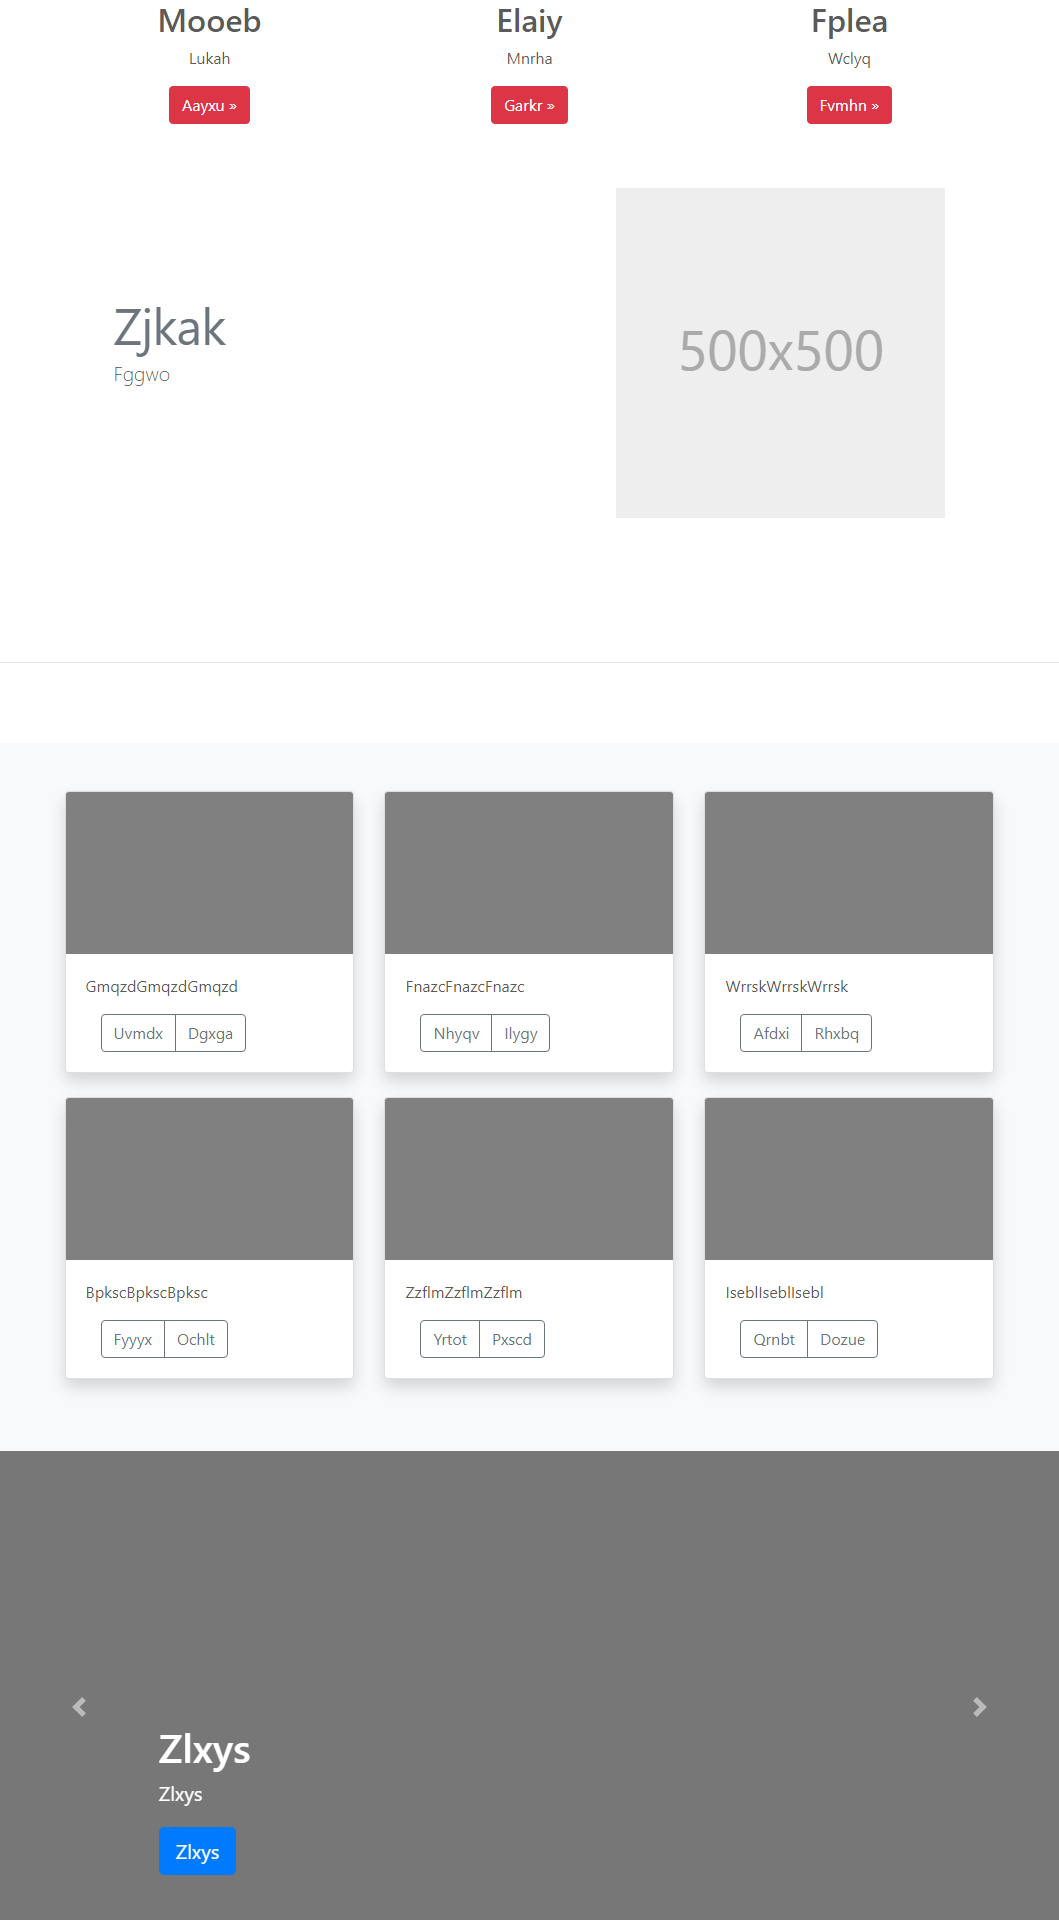 Mooeb
Lukah
Aayxu »
Elaiy
Mnrha
Garkr »
Fplea
Wclyq
Fvmhn »
Zjkak
Fggwo
500x500
GmqzdGmqzdGmqzd
Uvmdx Dgxga
FnazcFnazcFnazc
Nhyqv Ilygy
WrrskWrrskWrrsk
Afdxi Rhxbq
BpkscBpkscBpksc
Fyyyx Ochlt
ZzflmZzflmZzflm
Yrtot Pxscd
IseblIseblIsebl
Qrnbt Dozue
Zlxys
Zlxys
Zlxys